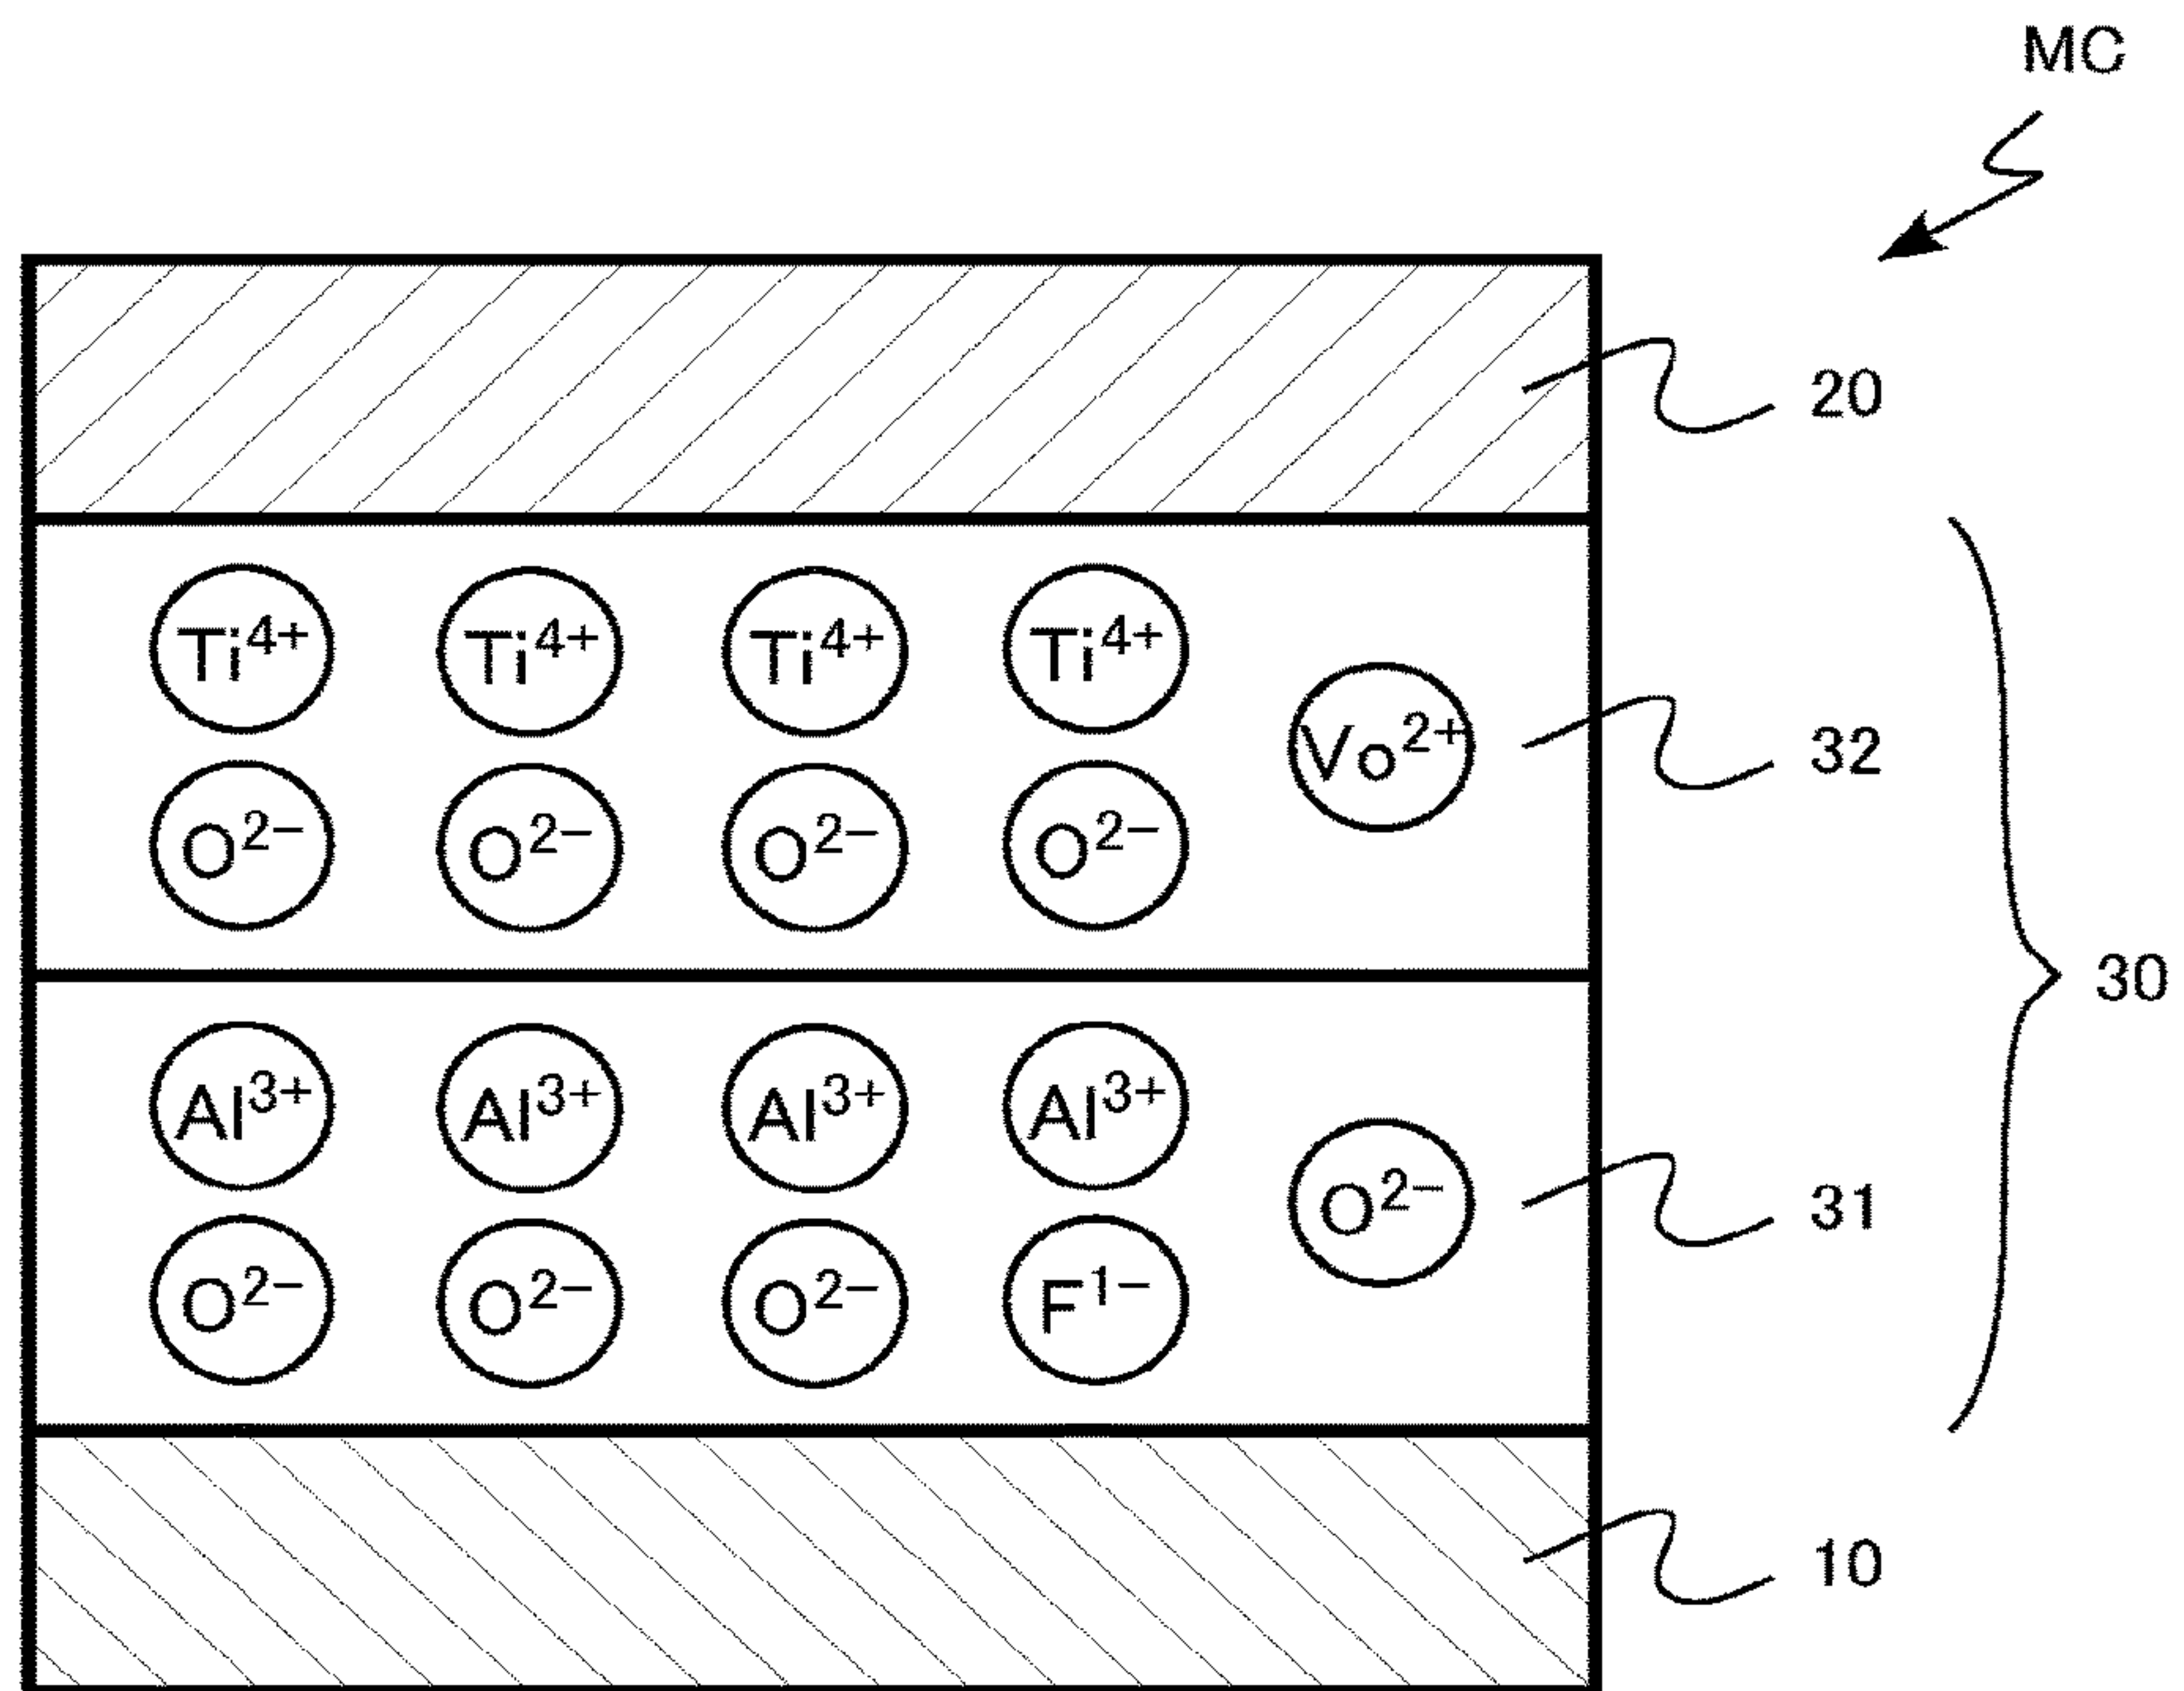 MC
20
Ti4+ Ti4+ Ti4+ Ti4+
Vo2+
32
O2− O2− O2− O2−
30
Al3+ Al3+ Al3+ Al3+
O2−
31
O2− O2− O2− F1−
10